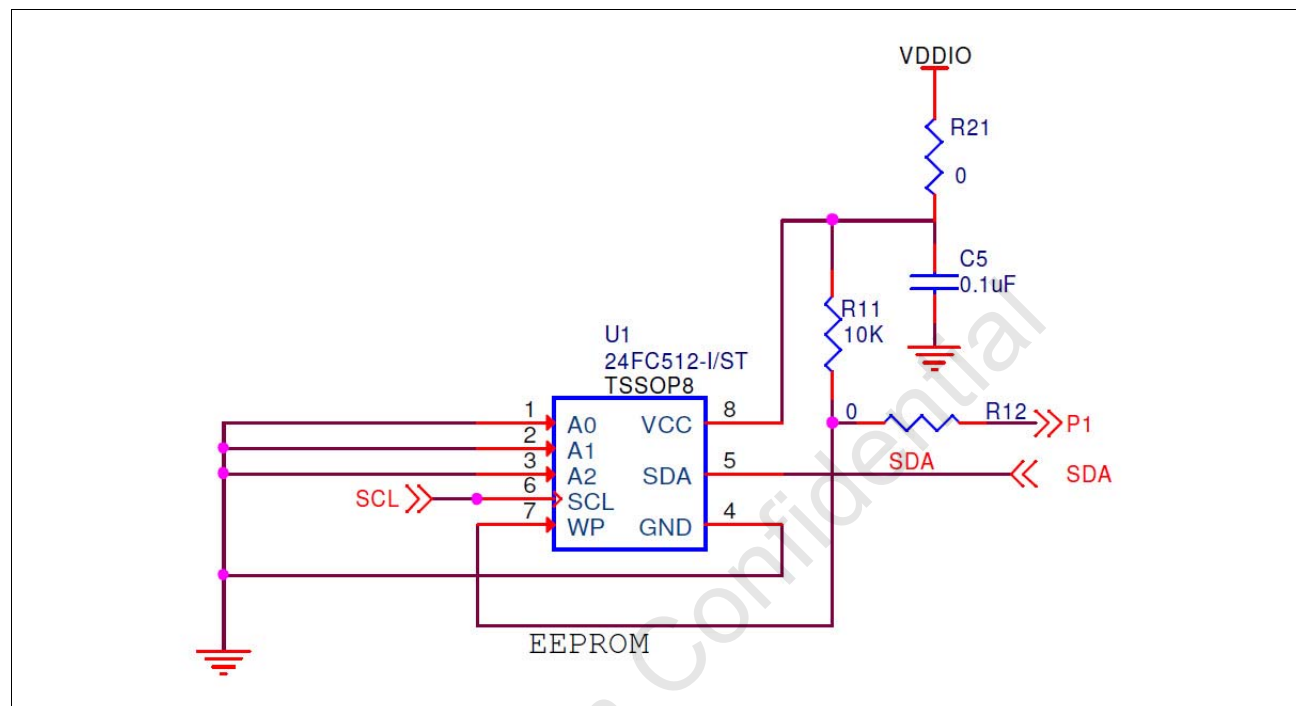 VDDIO
R21
0
C5
0.1uF
R11
10K
U1
24FC512-I/ST
TSSOP8
1 A0 VCC 8
2 A1
3 A2 SDA 5
SCL 6 SCL
7 WP GND 4
0 R12 P1
SDA SDA
EEPROM
Confidential